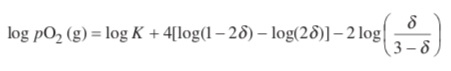 log pO₂ (g) = log K + 4[log(1 – 2δ) – log(2δ)] – 2 log(δ / 3 – δ)